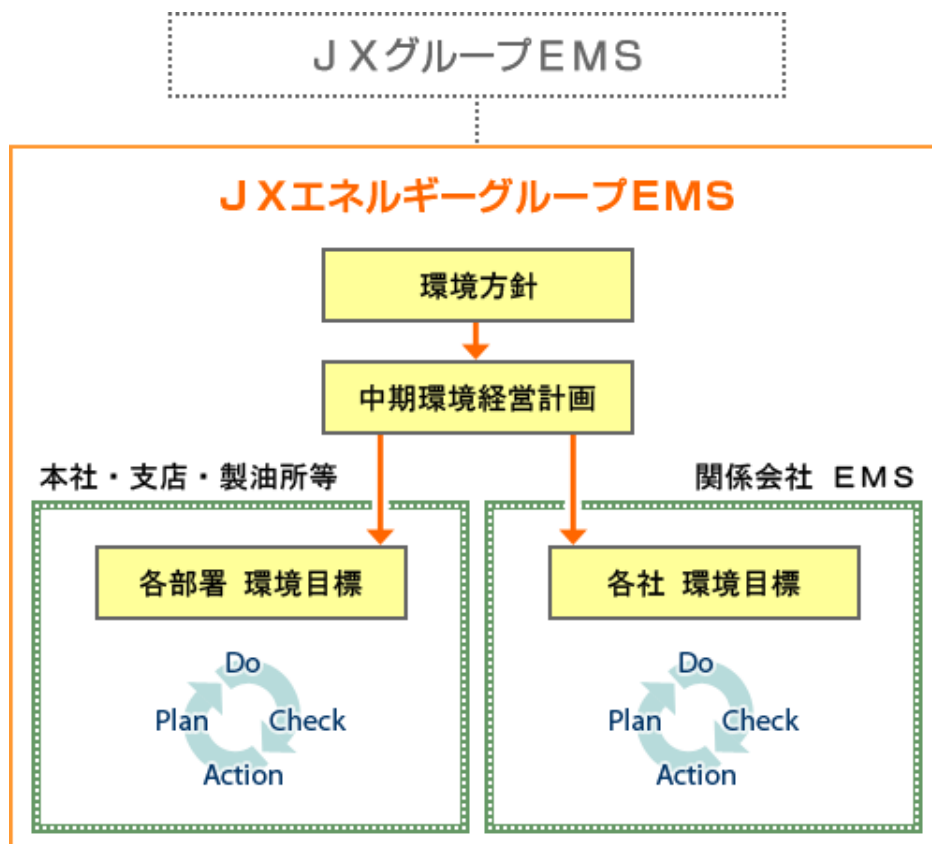 ＪＸグループＥＭＳ
ＪＸエネルギーグループＥＭＳ
環境方針
中期環境経営計画
本社・支店・製油所等
各部署 環境目標
Do
Plan
Check
Action
関係会社 ＥＭＳ
各社 環境目標
Do
Plan
Check
Action